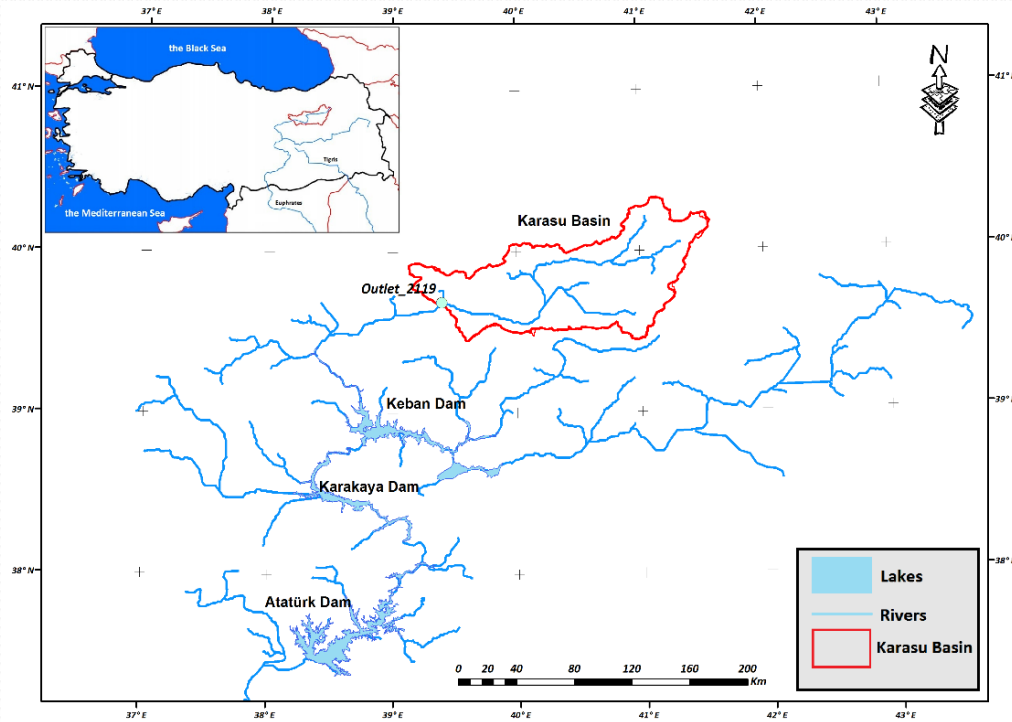 37°E 38°E 39°E 40°E 41°E 42°E 43°E
the Black Sea
N
41°N
41°N
Tigris
Euphrates
the Mediterranean Sea
Karasu Basin
40°N
40°N
Outlet_2119
Keban Dam
39°N
39°N
Karakaya Dam
38°N
38°N
Atatürk Dam
Lakes
Rivers
Karasu Basin
0 20 40 80 120 160 200
Km
37°E 38°E 39°E 40°E 41°E 42°E 43°E